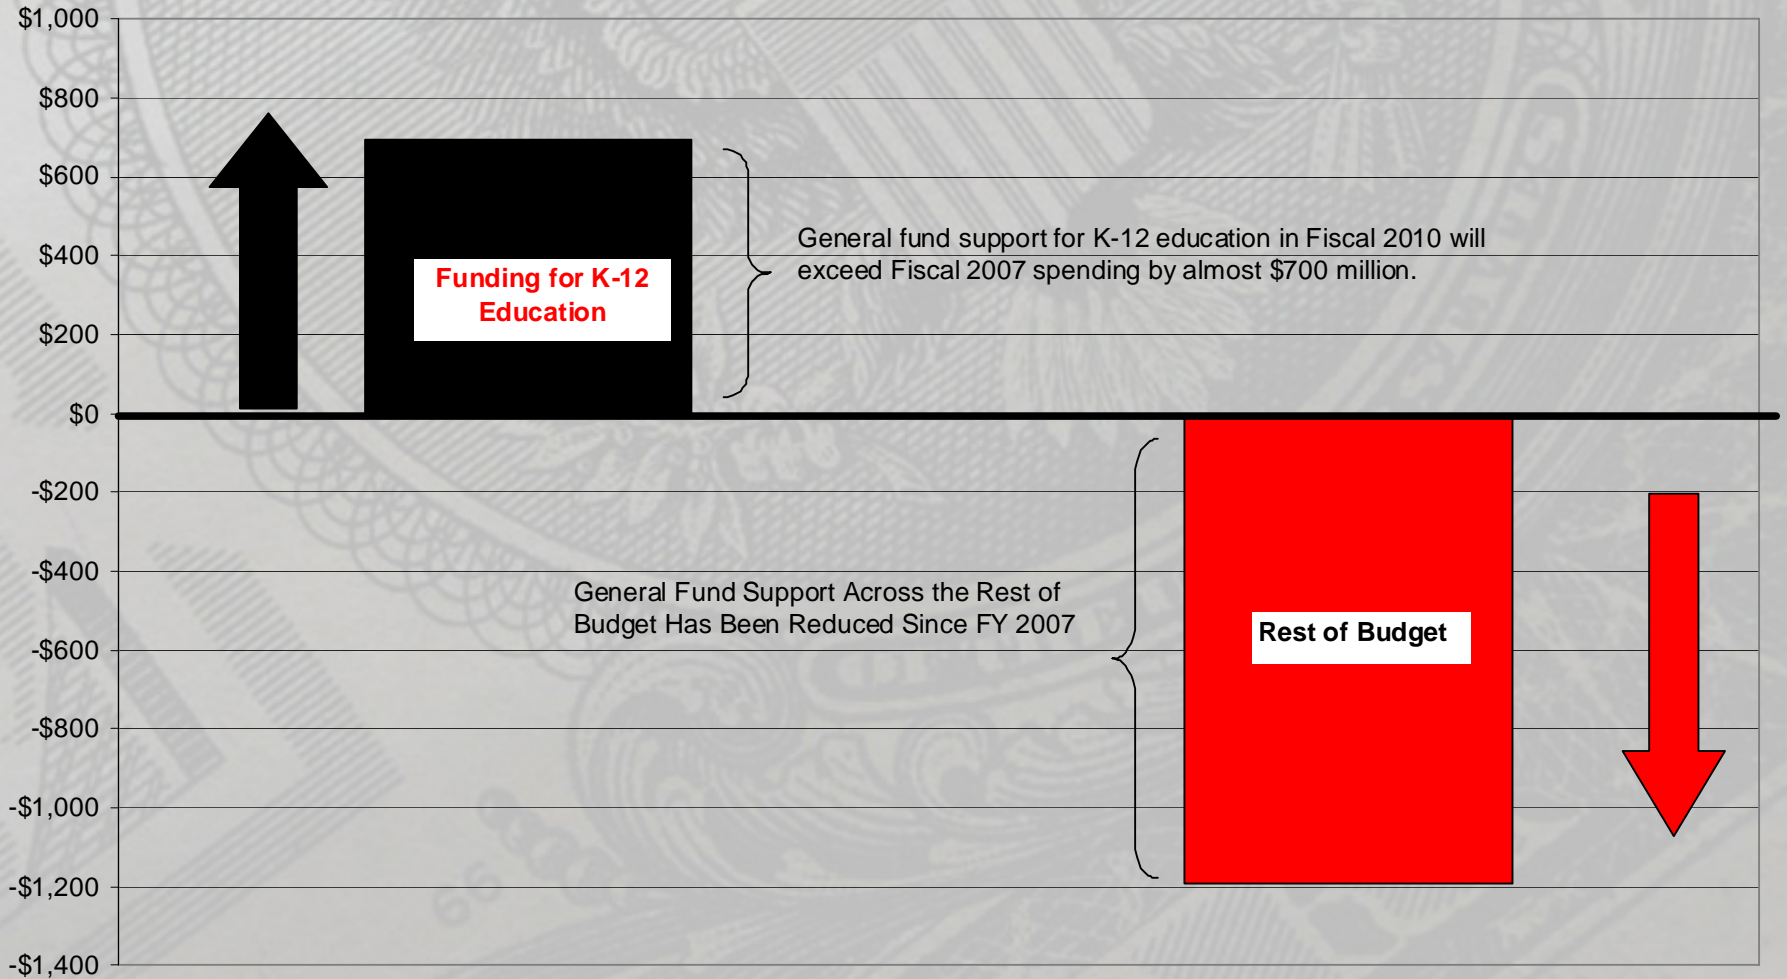 $1,000
$800
$600
$400
$200
$0
-$200
-$400
-$600
-$800
-$1,000
-$1,200
-$1,400
Funding for K-12
Education
General fund support for K-12 education in Fiscal 2010 will
exceed Fiscal 2007 spending by almost $700 million.
General Fund Support Across the Rest of
Budget Has Been Reduced Since FY 2007
Rest of Budget